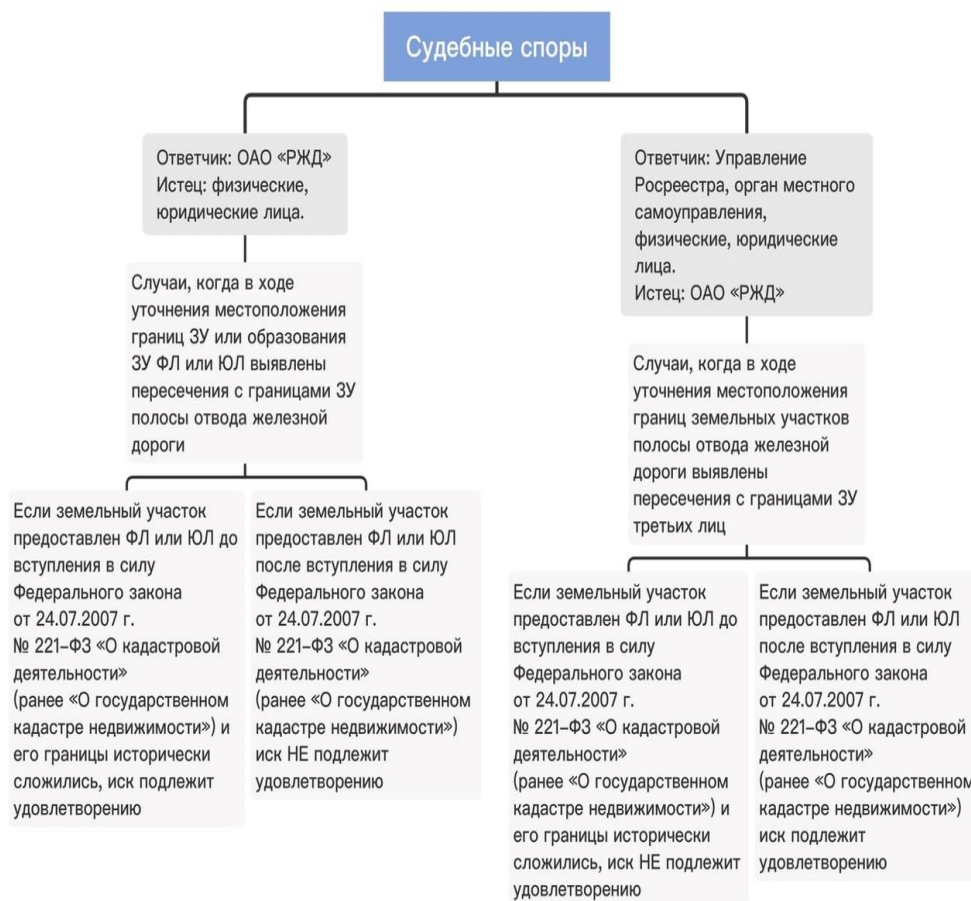 Судебные споры
Ответчик: ОАО «РЖД»
Истец: физические,
юридические лица.
Случаи, когда в ходе
уточнения местоположения
границ ЗУ или образования
ЗУ ФЛ или ЮЛ выявлены
пересечения с границами ЗУ
полосы отвода железной
дороги
Если земельный участок
предоставлен ФЛ или ЮЛ до
вступления в силу
Федерального закона
от 24.07.2007 г.
№ 221–ФЗ «О кадастровой
деятельности»
(ранее «О государственном
кадастре недвижимости») и
его границы исторически
сложились, иск подлежит
удовлетворению
Если земельный участок
предоставлен ФЛ или ЮЛ
после вступления в силу
Федерального закона
от 24.07.2007 г.
№ 221–ФЗ «О кадастровой
деятельности»
(ранее «О государственном
кадастре недвижимости»)
иск НЕ подлежит
удовлетворению
Ответчик: Управление
Росреестра, орган местного
самоуправления,
физические, юридические
лица.
Истец: ОАО «РЖД»
Случаи, когда в ходе
уточнения местоположения
границ земельных участков
полосы отвода железной
дороги выявлены
пересечения с границами ЗУ
третьих лиц
Если земельный участок
предоставлен ФЛ или ЮЛ до
вступления в силу
Федерального закона
от 24.07.2007 г.
№ 221–ФЗ «О кадастровой
деятельности»
(ранее «О государственном
кадастре недвижимости») и
его границы исторически
сложились, иск НЕ подлежит
удовлетворению
Если земельный участок
предоставлен ФЛ или ЮЛ
после вступления в силу
Федерального закона
от 24.07.2007 г.
№ 221–ФЗ «О кадастровой
деятельности»
(ранее «О государственном
кадастре недвижимости»)
иск подлежит
удовлетворению